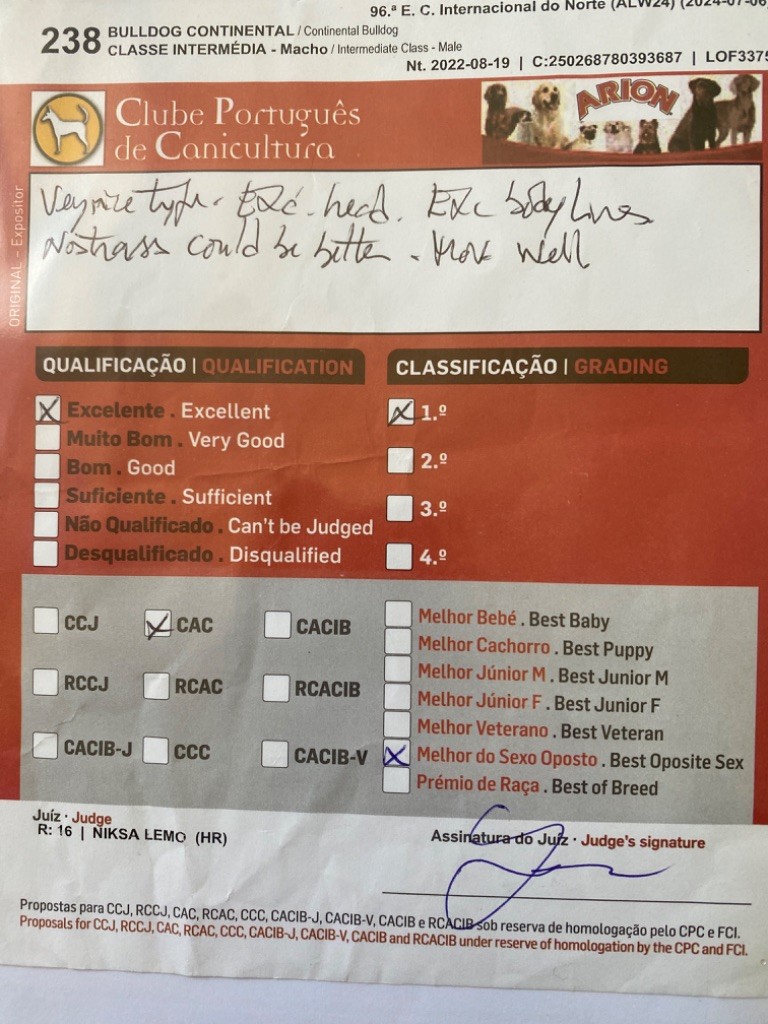 96.ª E. C. Internacional do Norte (ALW24) (2024-07-06
238 BULLDOG CONTINENTAL / Continental Bulldog
CLASSE INTERMÉDIA - Macho / Intermediate Class - Male
Nt. 2022-08-19 | C:250268780393687 | LOF3375
Clube Português
de Canicultura
ARION
ORIGINAL – Expositor
Very nice type. Exc. head. Exc body lines
could be better. Move well
QUALIFICAÇÃO | QUALIFICATION
CLASSIFICAÇÃO | GRADING
X Excelente . Excellent
Muito Bom . Very Good
Bom . Good
Suficiente . Sufficient
Não Qualificado . Can't be Judged
Desqualificado . Disqualified
X 1.º
2.º
3.º
4.º
CCJ X CAC CACIB
RCCJ RCAC RCACIB
CACIB-J CCC CACIB-V
Melhor Bebé . Best Baby
Melhor Cachorro . Best Puppy
Melhor Júnior M . Best Junior M
Melhor Júnior F . Best Junior F
Melhor Veterano . Best Veteran
X Melhor do Sexo Oposto . Best Oposite Sex
Prémio de Raça . Best of Breed
Juíz · Judge
R: 16 | NIKSA LEMO (HR)
Assinatura do Juíz · Judge's signature
Propostas para CCJ, RCCJ, CAC, RCAC, CCC, CACIB-J, CACIB-V, CACIB e RCACIB sob reserva de homologação pelo CPC e FCI.
Proposals for CCJ, RCCJ, CAC, RCAC, CCC, CACIB-J, CACIB-V, CACIB and RCACIB under reserve of homologation by the CPC and FCI.